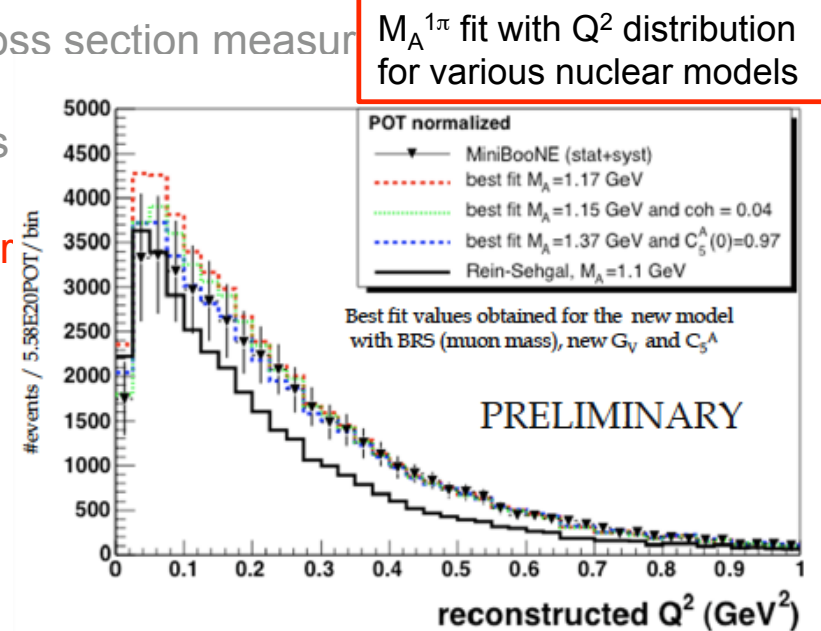 oss section measur
M_A^1π fit with Q² distribution
for various nuclear models
s
r
POT normalized
MiniBooNE (stat+syst)
best fit M_A=1.17 GeV
best fit M_A=1.15 GeV and coh = 0.04
best fit M_A=1.37 GeV and C_5^A(0)=0.97
Rein-Sehgal, M_A=1.1 GeV
Best fit values obtained for the new model
with BRS (muon mass), new G_V and C_5^A
PRELIMINARY
#events / 5.58E20POT/bin
5000
4500
4000
3500
3000
2500
2000
1500
1000
500
0
0 0.1 0.2 0.3 0.4 0.5 0.6 0.7 0.8 0.9 1
reconstructed Q² (GeV²)